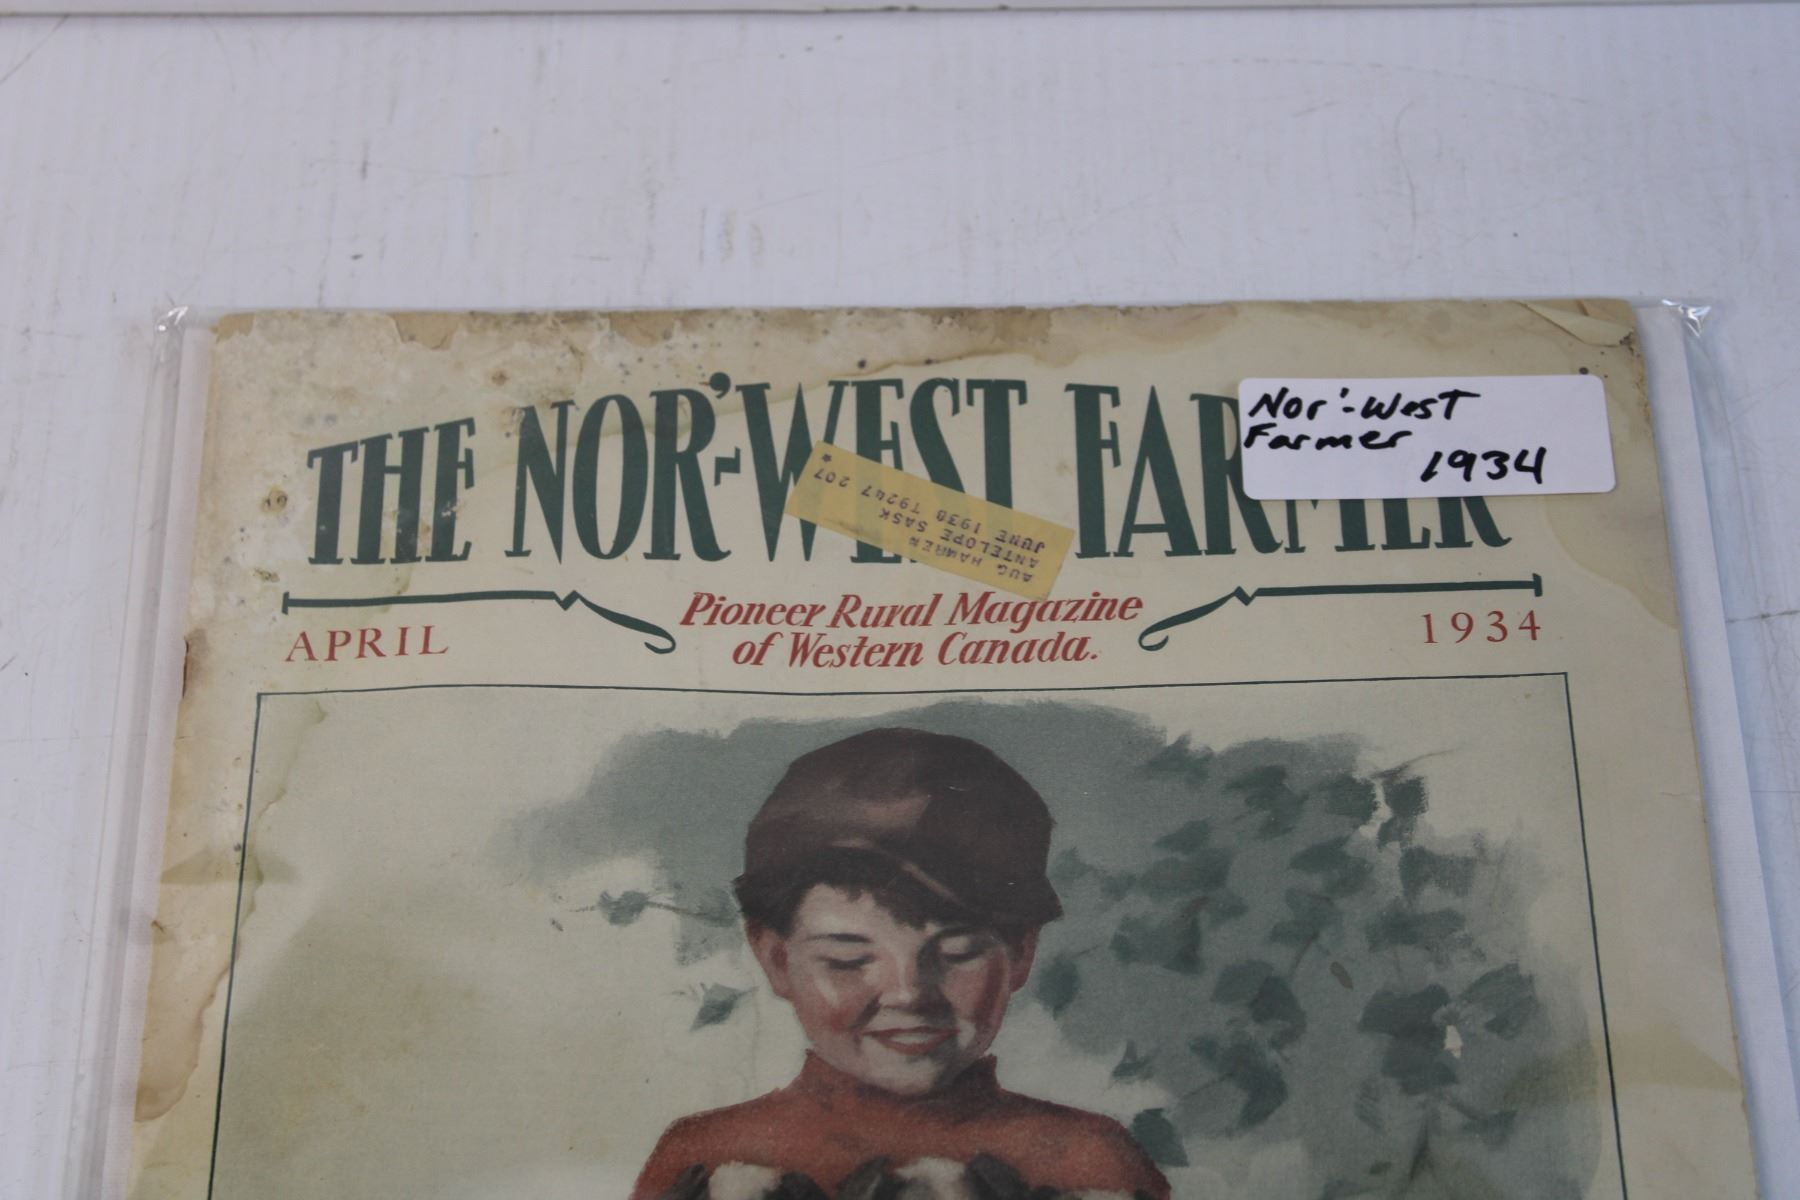 THE NOR'-WEST FARMER
Nor'-West
Farmer
1934
AUG HAWREN
ANTELOPE SASK
JUNE 1938 T9247 207
*
APRIL
Pioneer Rural Magazine
of Western Canada.
1934